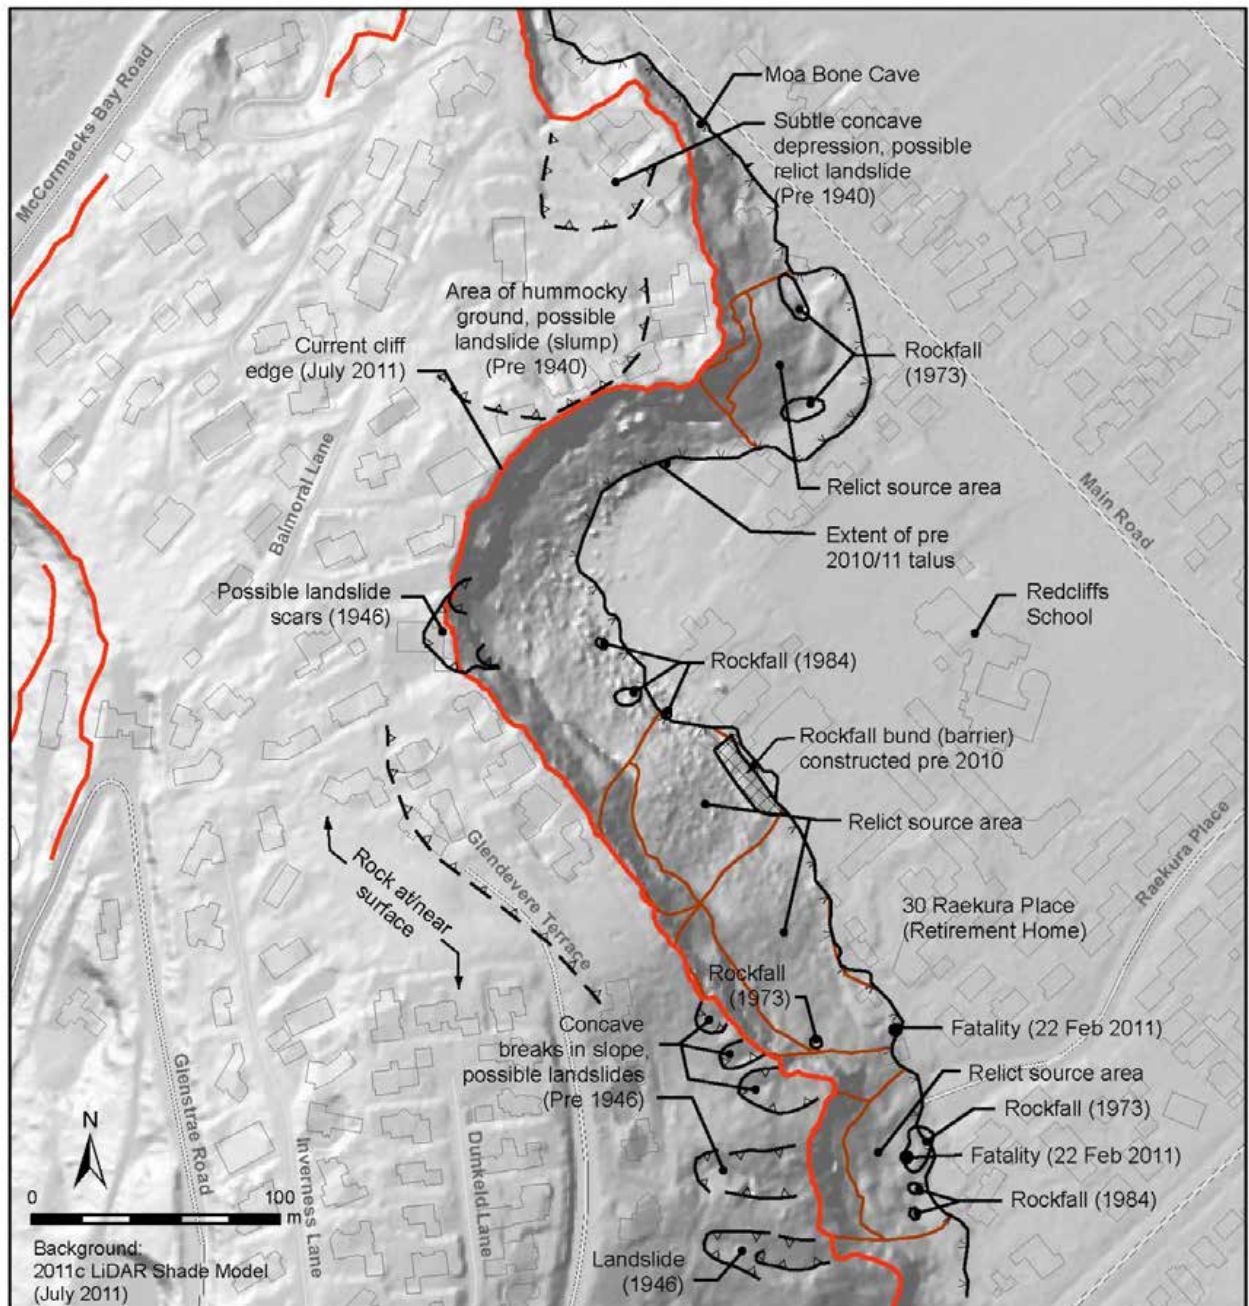 McCormacks Bay Road
Moa Bone Cave
Subtle concave
depression, possible
relict landslide
(Pre 1940)
Area of hummocky
ground, possible
landslide (slump)
(Pre 1940)
Current cliff
edge (July 2011)
Rockfall
(1973)
Balmoral Lane
Relict source area
Main Road
Extent of pre
2010/11 talus
Possible landslide
scars (1946)
Redcliffs
School
Rockfall (1984)
Rockfall bund (barrier)
constructed pre 2010
Relict source area
Raekura Place
Glendevere Terrace
Rock at/near
surface
30 Raekura Place
(Retirement Home)
Rockfall
(1973)
Concave
breaks in slope,
possible landslides
(Pre 1946)
Fatality (22 Feb 2011)
Relict source area
Rockfall (1973)
Fatality (22 Feb 2011)
Rockfall (1984)
Glenstrae Road
Inverness Lane
Dunkeld Lane
N
0 100 m
Landslide
(1946)
Background:
2011c LiDAR Shade Model
(July 2011)